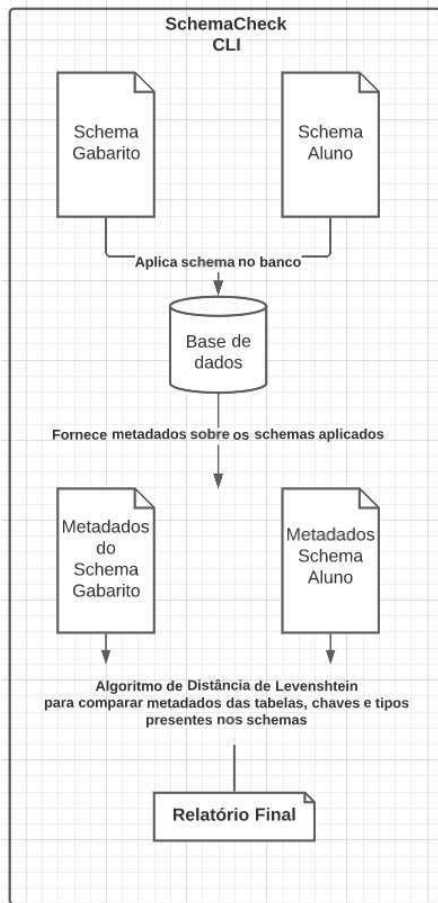 SchemaCheck
CLI
Schema
Gabarito
Schema
Aluno
Aplica schema no banco
Base de
dados
Fornece metadados sobre os schemas aplicados
Metadados
do
Schema
Gabarito
Metadados
Schema
Aluno
Algoritmo de Distância de Levenshtein
para comparar metadados das tabelas, chaves e tipos
presentes nos schemas
Relatório Final